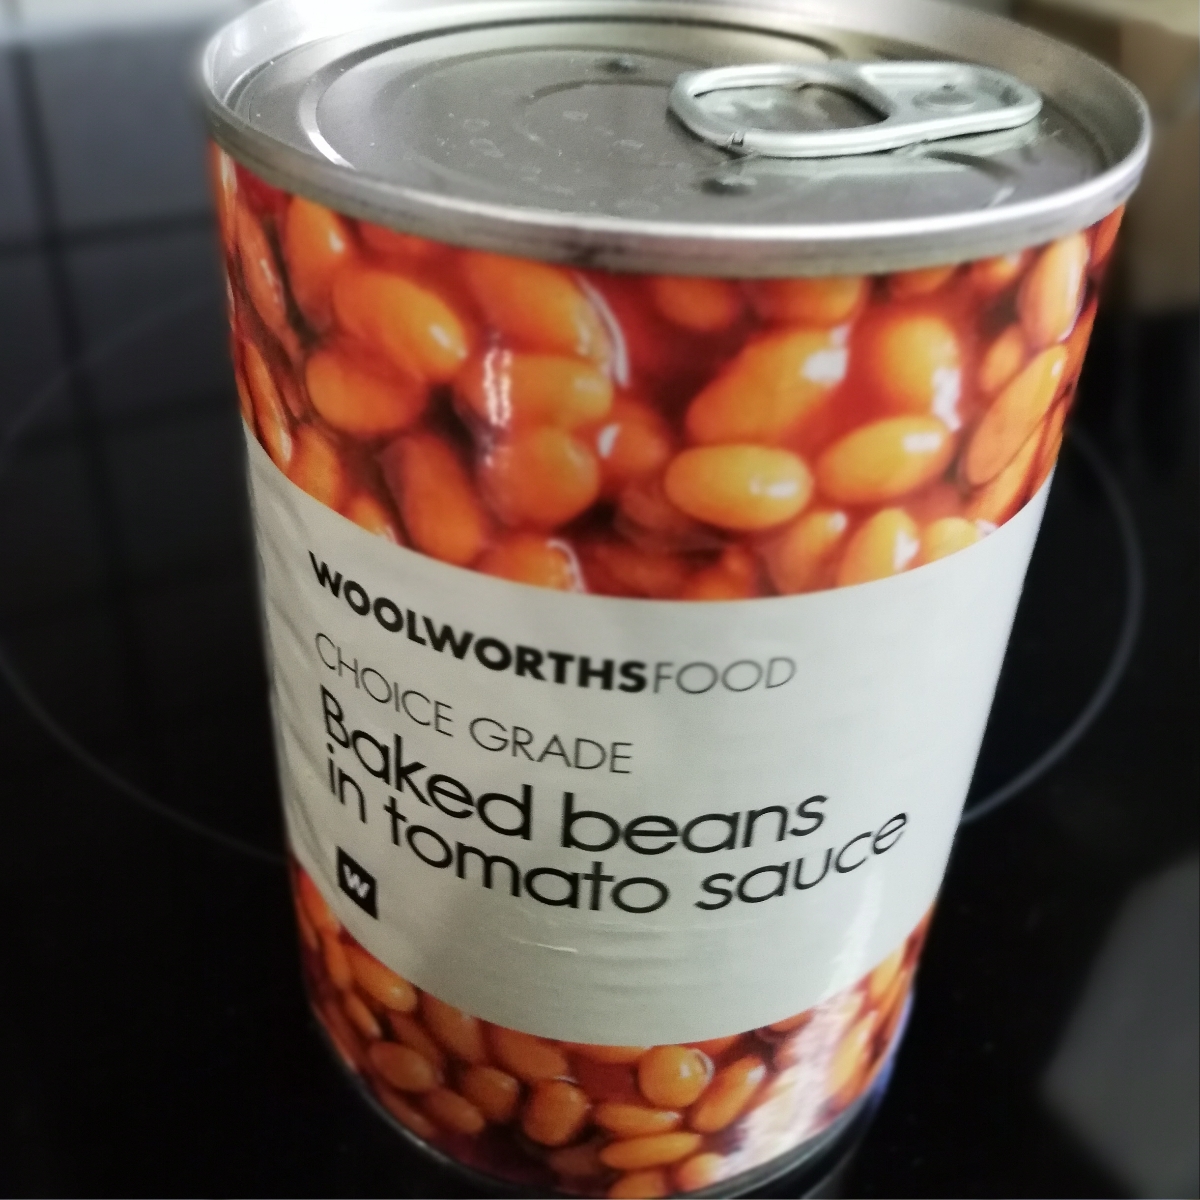 WOOLWORTHSFOOD
CHOICE GRADE
Baked beans
in tomato sauce
W